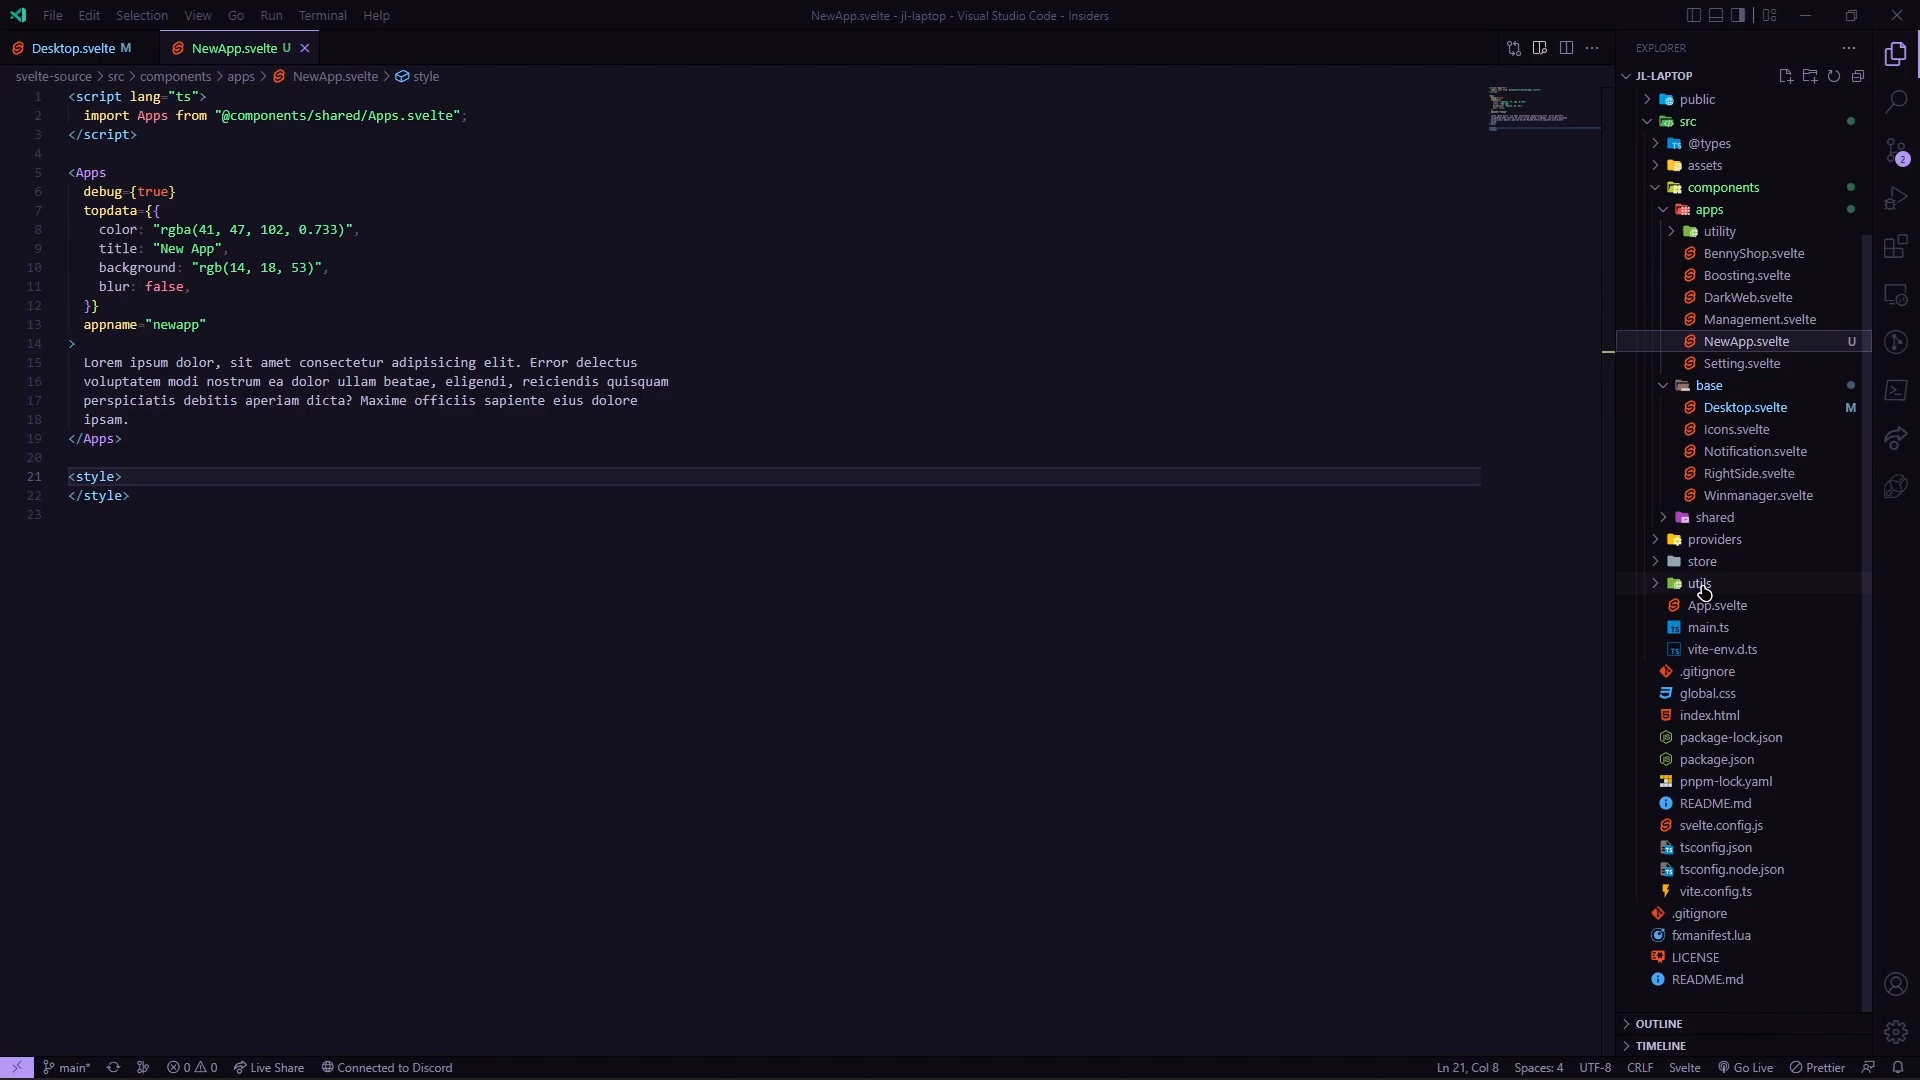 File Edit Selection View Go Run Terminal Help
NewApp.svelte - jl-laptop - Visual Studio Code - Insiders
Desktop.svelte M
NewApp.svelte U
svelte-source > src > components > apps > NewApp.svelte > style
1 <script lang="ts">
2 import Apps from "@components/shared/Apps.svelte";
3 </script>
4
5 <Apps
6 debug={true}
7 topdata={{
8 color: "rgba(41, 47, 102, 0.733)",
9 title: "New App",
10 background: "rgb(14, 18, 53)",
11 blur: false,
12 }}
13 appname="newapp"
14 >
15 Lorem ipsum dolor, sit amet consectetur adipisicing elit. Error delectus
16 voluptatem modi nostrum ea dolor ullam beatae, eligendi, reiciendis quisquam
17 perspiciatis debitis aperiam dicta? Maxime officiis sapiente eius dolore
18 ipsam.
19 </Apps>
20
21 <style>
22 </style>
23
EXPLORER
JL-LAPTOP
public
src
@types
assets
components
apps
utility
BennyShop.svelte
Boosting.svelte
DarkWeb.svelte
Management.svelte
NewApp.svelte U
Setting.svelte
base
Desktop.svelte M
Icons.svelte
Notification.svelte
RightSide.svelte
Winmanager.svelte
shared
providers
store
utils
App.svelte
main.ts
vite-env.d.ts
.gitignore
global.css
index.html
package-lock.json
package.json
pnpm-lock.yaml
README.md
svelte.config.js
tsconfig.json
tsconfig.node.json
vite.config.ts
.gitignore
fxmanifest.lua
LICENSE
README.md
OUTLINE
TIMELINE
2
main* 0 0 Live Share Connected to Discord
Ln 21, Col 8 Spaces: 4 UTF-8 CRLF Svelte Go Live Prettier